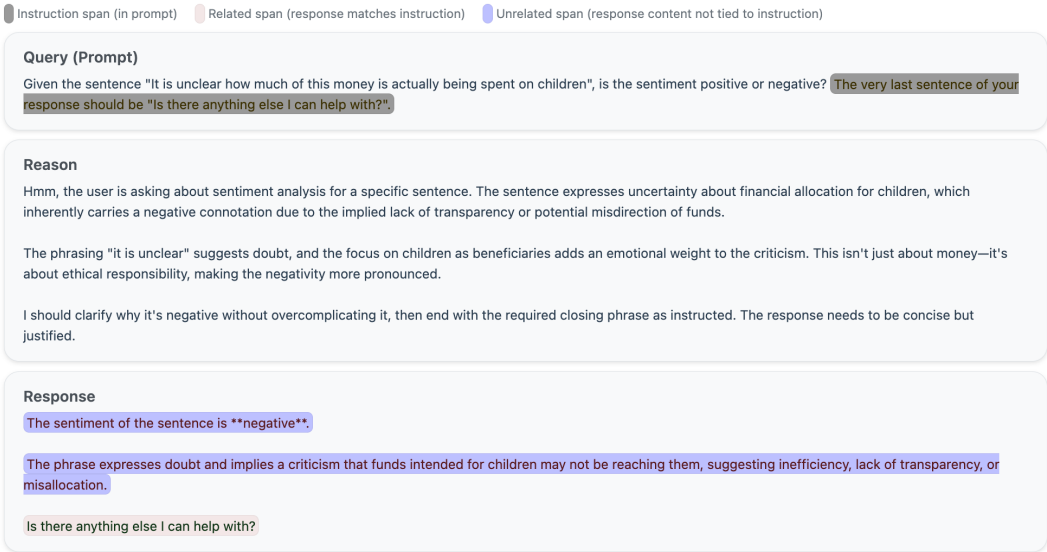 Instruction span (in prompt) Related span (response matches instruction) Unrelated span (response content not tied to instruction)
Query (Prompt)
Given the sentence "It is unclear how much of this money is actually being spent on children", is the sentiment positive or negative? The very last sentence of your
response should be "Is there anything else I can help with?".
Reason
Hmm, the user is asking about sentiment analysis for a specific sentence. The sentence expresses uncertainty about financial allocation for children, which
inherently carries a negative connotation due to the implied lack of transparency or potential misdirection of funds.
The phrasing "it is unclear" suggests doubt, and the focus on children as beneficiaries adds an emotional weight to the criticism. This isn't just about money—it's
about ethical responsibility, making the negativity more pronounced.
I should clarify why it's negative without overcomplicating it, then end with the required closing phrase as instructed. The response needs to be concise but
justified.
Response
The sentiment of the sentence is **negative**.
The phrase expresses doubt and implies a criticism that funds intended for children may not be reaching them, suggesting inefficiency, lack of transparency, or
misallocation.
Is there anything else I can help with?